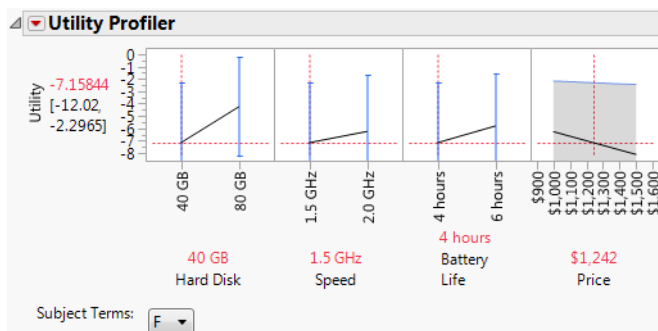 Utility Profiler
0
-1
-2
-3
-4
-5
-6
-7
-8
Utility
-7.15844
[-12.02,
-2.2965]
40 GB
80 GB
1.5 GHz
2.0 GHz
4 hours
6 hours
$900
$1,000
$1,100
$1,200
$1,300
$1,400
$1,500
$1,600
40 GB
Hard Disk
1.5 GHz
Speed
4 hours
Battery
Life
$1,242
Price
Subject Terms: F